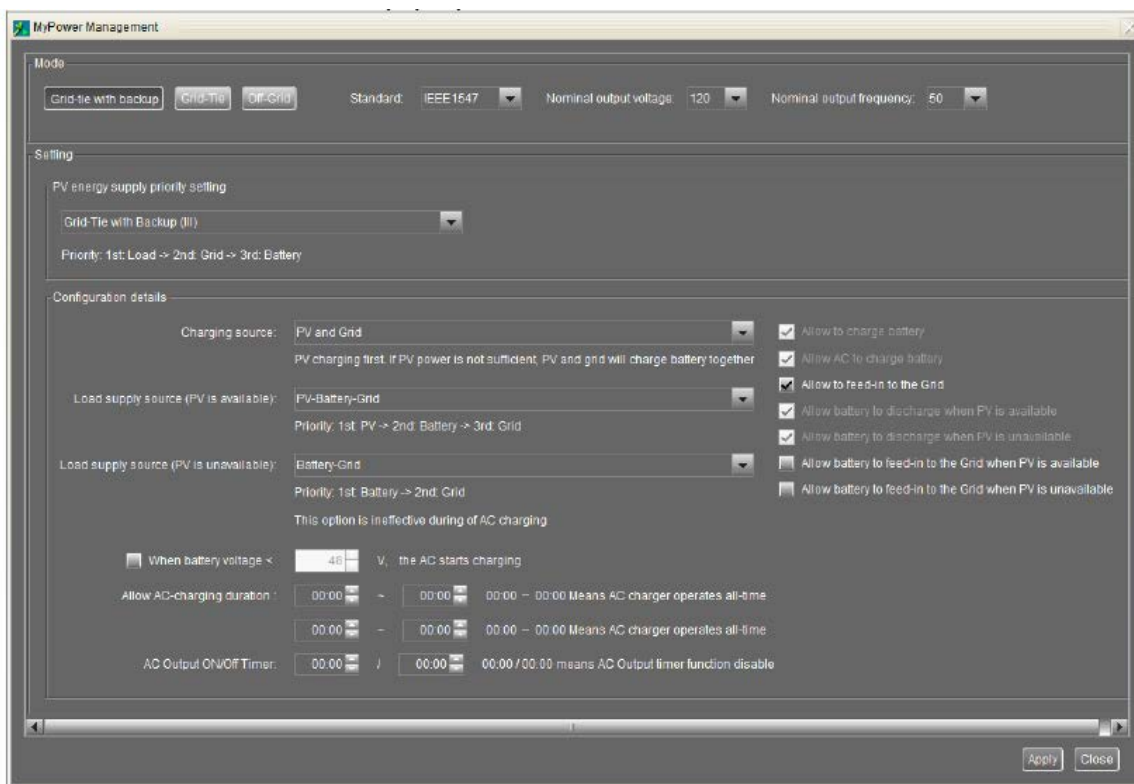 MyPower Management
Mode
Grid-tie with backup Grid-Tie Off-Grid Standard: IEEE1547 Nominal output voltage: 120 Nominal output frequency: 50
Setting
PV energy supply priority setting
Grid-Tie with Backup (III)
Priority: 1st: Load -> 2nd: Grid -> 3rd: Battery
Configuration details
Charging source: PV and Grid
PV charging first. If PV power is not sufficient, PV and grid will charge battery together
Load supply source (PV is available): PV-Battery-Grid
Priority: 1st: PV -> 2nd: Battery -> 3rd: Grid
Load supply source (PV is unavailable): Battery-Grid
Priority: 1st: Battery -> 2nd: Grid
This option is ineffective during of AC charging
Allow to charge battery
Allow AC to charge battery
Allow to feed-in to the Grid
Allow battery to discharge when PV is available
Allow battery to discharge when PV is unavailable
Allow battery to feed-in to the Grid when PV is available
Allow battery to feed-in to the Grid when PV is unavailable
When battery voltage < 48 V, the AC starts charging
Allow AC-charging duration : 00:00 ~ 00:00 00:00 – 00:00 Means AC charger operates all-time
00:00 ~ 00:00 00:00 – 00:00 Means AC charger operates all-time
AC Output ON/Off Timer: 00:00 / 00:00 00:00 / 00:00 means AC Output timer function disable
Apply Close